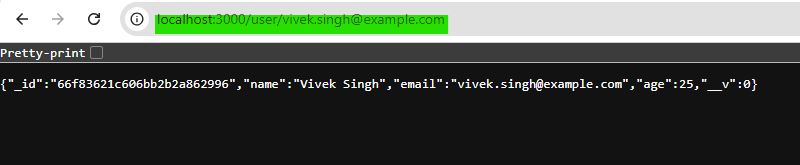 localhost:3000/user/vivek.singh@example.com
Pretty-print
{"_id":"66f83621c606bb2b2a862996","name":"Vivek Singh","email":"vivek.singh@example.com","age":25,"__v":0}